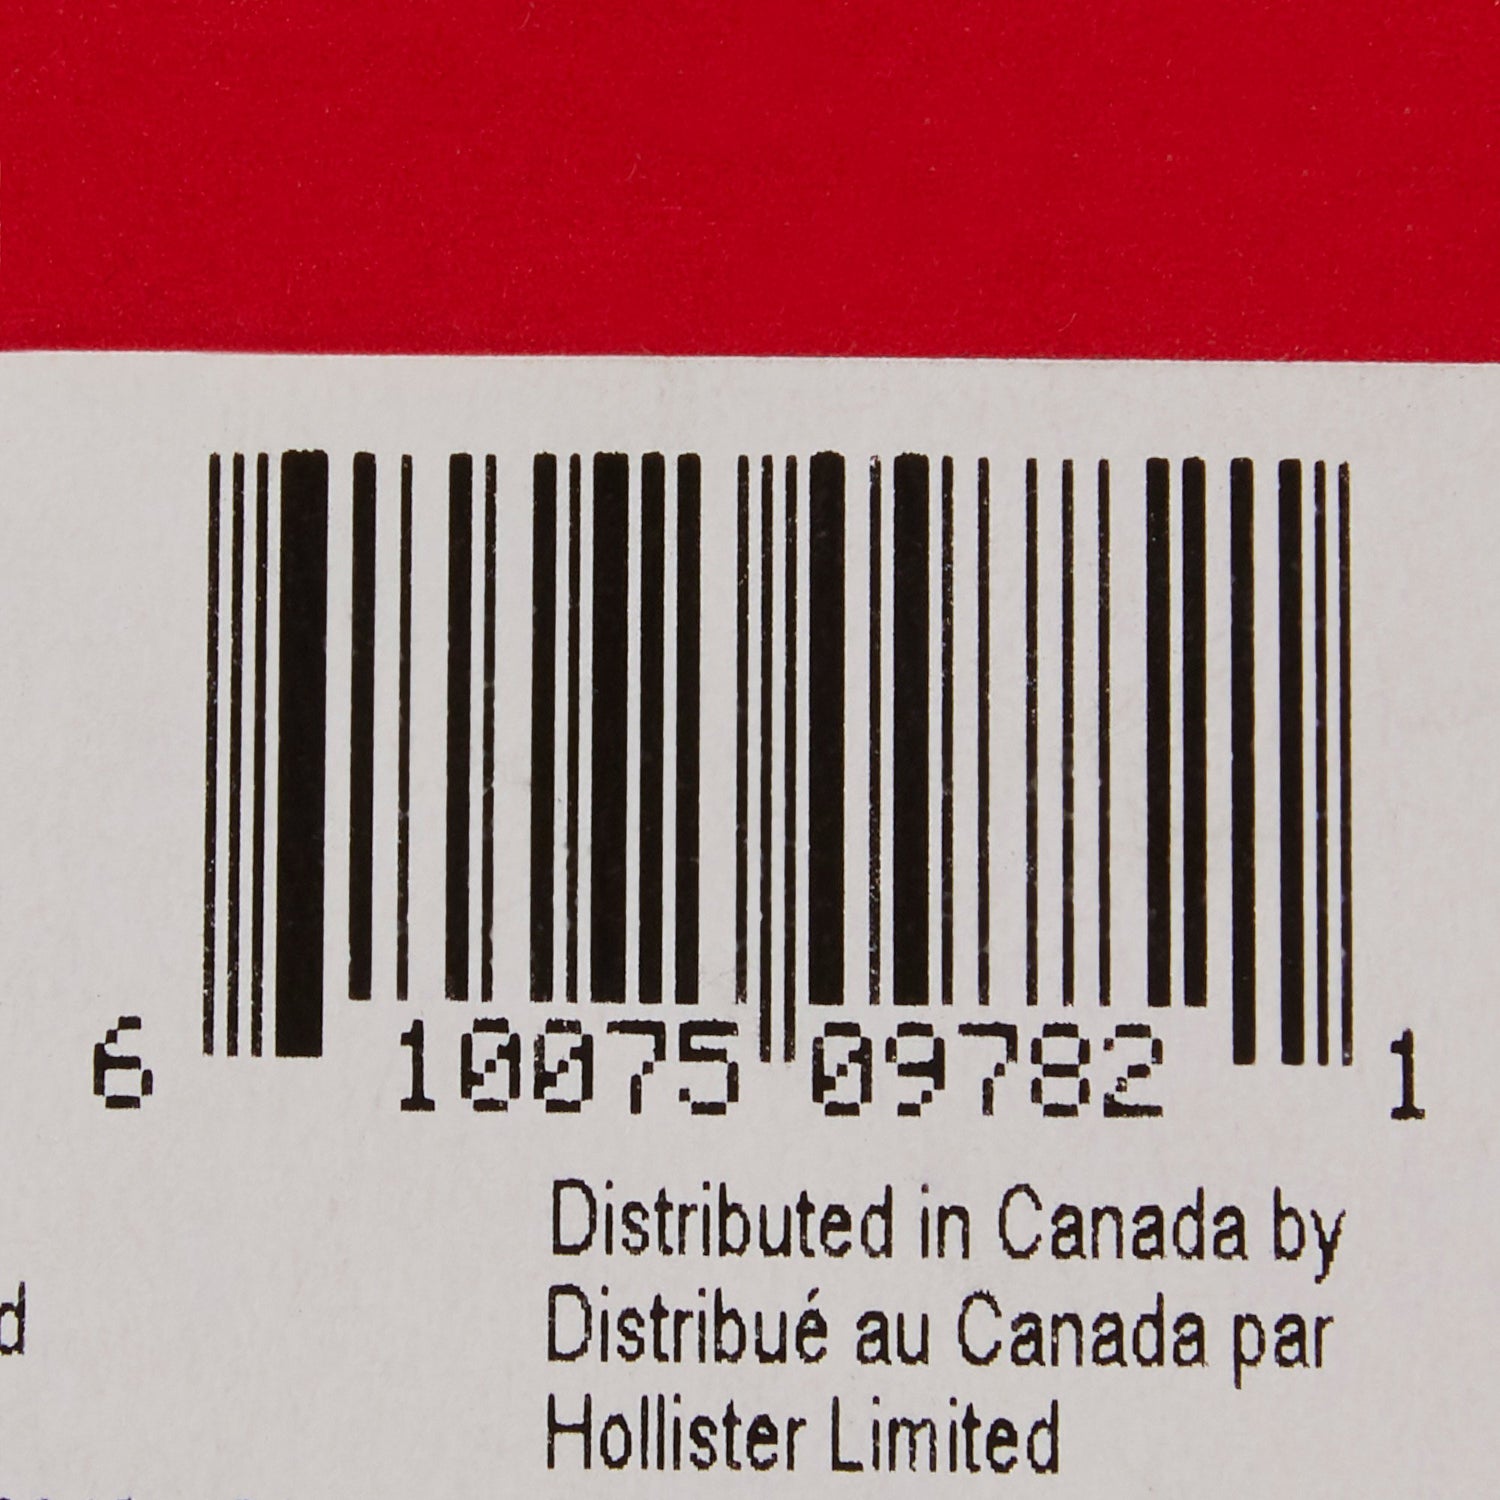 6 10075 09782 1
Distributed in Canada by
Distribué au Canada par
Hollister Limited
d